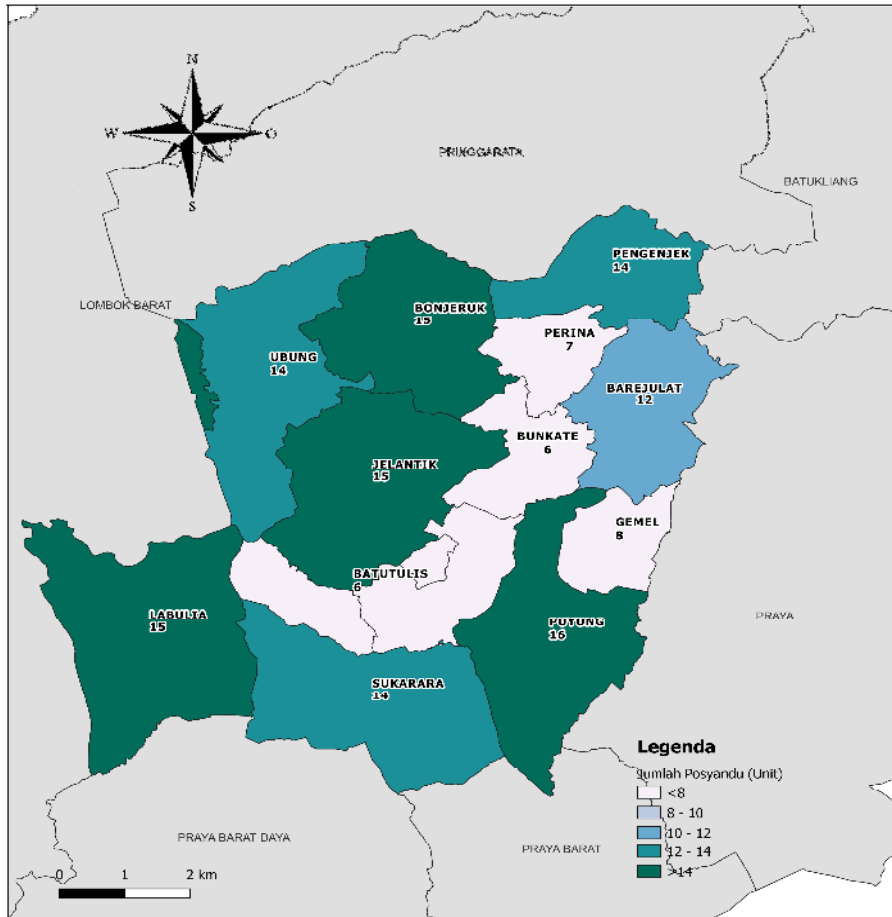 N
W
O
S
PRINGGARATA
BATUKLIANG
PENGENJEK
14
LOMBOK BARAT
BONJERUK
15
PERINA
7
UBUNG
14
BAREJULAT
12
BUNKATE
6
JELANTIK
15
GEMEL
8
BATUTULIS
6
LABULIA
15
PUYUNG
16
PRAYA
SUKARARA
14
Legenda
Jumlah Posyandu (Unit)
<8
8 - 10
10 - 12
12 - 14
>14
PRAYA BARAT DAYA
PRAYA BARAT
0 1 2 km